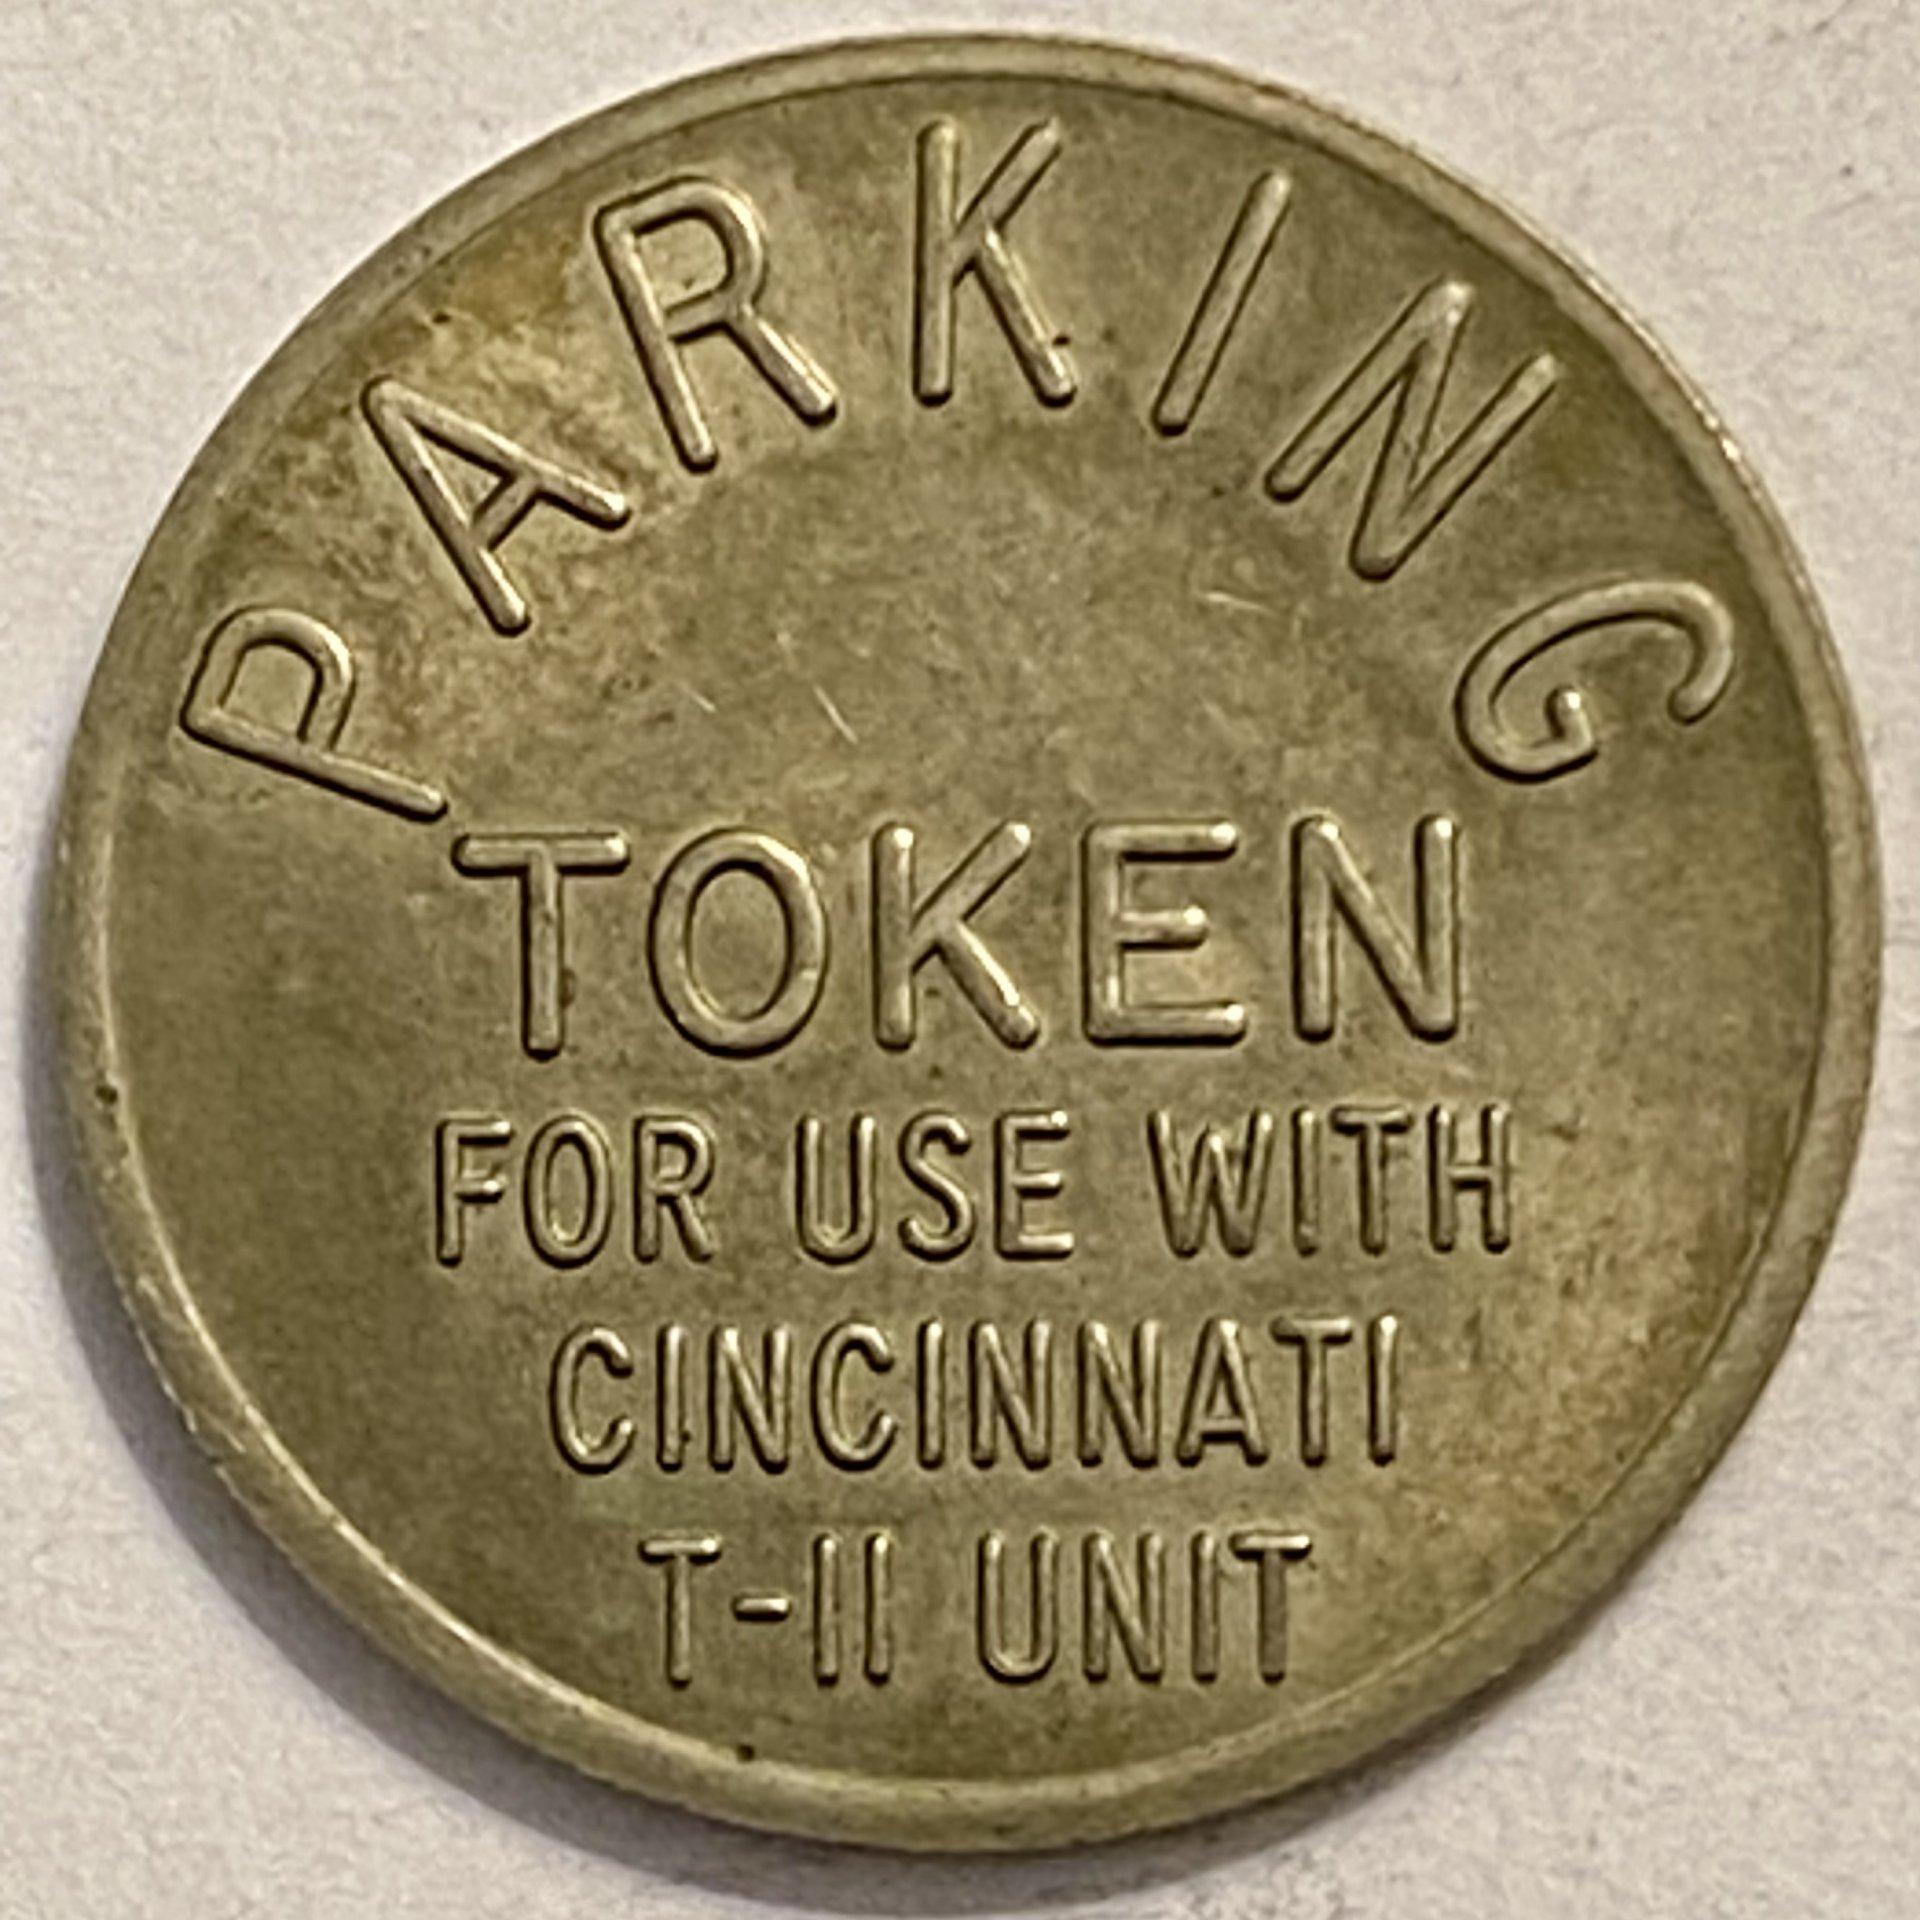 PARKING
TOKEN
FOR USE WITH
CINCINNATI
T-II UNIT